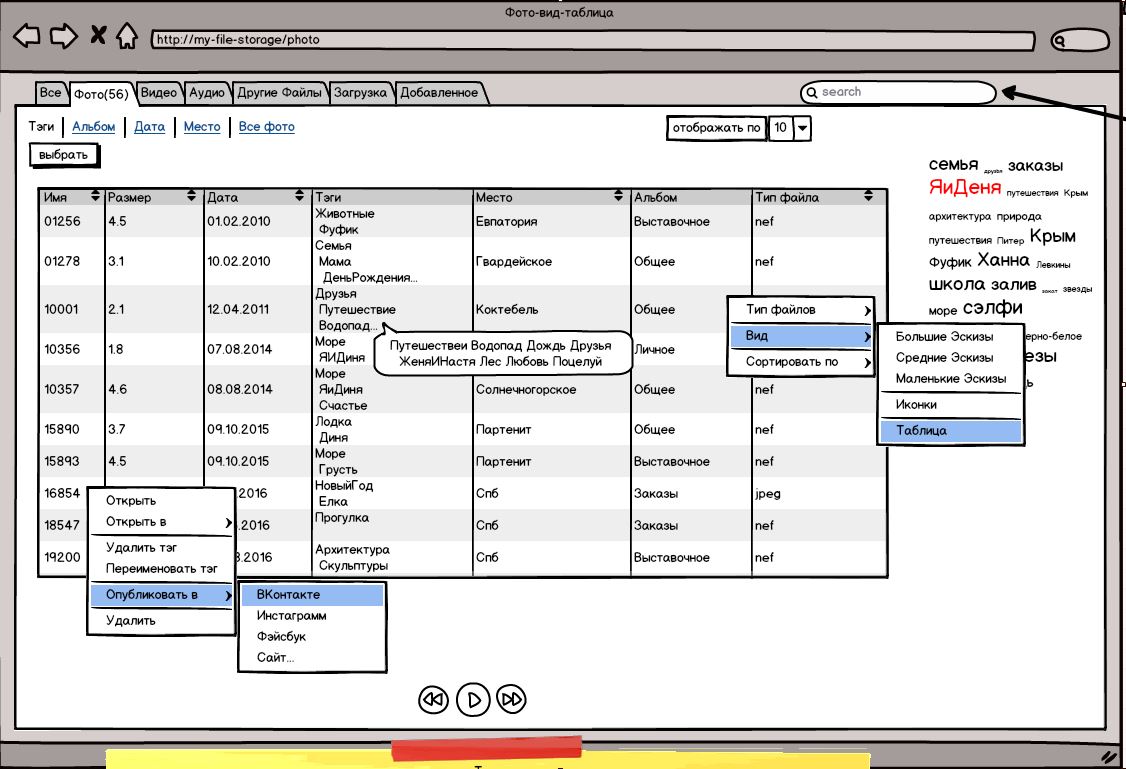 Фото-вид-таблица
http://my-file-storage/photo
Все Фото(56) Видео Аудио Другие Файлы Загрузка Добавленное
search
Тэги Альбом Дата Место Все фото
отображать по 10
выбрать
Имя Размер Дата Тэги Место Альбом Тип файла
01256 4.5 01.02.2010 Животные Евпатория Выставочное nef
Фуфик
Семья
01278 3.1 10.02.2010 Мама Гвардейское Общее nef
ДеньРождения...
Друзья
10001 2.1 12.04.2011 Путешествие Коктебель Общее
Водопад...
Море
10356 1.8 07.08.2014 ЯИДиня Личное nef
Море
10357 4.6 08.08.2014 ЯиДиня Солнечногорское Общее nef
Счастье
Лодка
15890 3.7 09.10.2015 Диня Партенит Общее nef
Море
15893 4.5 09.10.2015 Грусть Партенит Выставочное nef
НовыйГод
16854 2016 Елка Спб Заказы jpeg
Прогулка
18547 .2016 Спб Заказы nef
Архитектура
19200 3.2016 Скульптуры Спб Выставочное nef
Путешествеи Водопад Дождь Друзья
ЖеняИНастя Лес Любовь Поцелуй
Тип файлов
Вид
Сортировать по
Большие Эскизы
Средние Эскизы
Маленькие Эскизы
Иконки
Таблица
Открыть
Открыть в
Удалить тэг
Переименовать тэг
Опубликовать в
Удалить
ВКонтакте
Инстаграмм
Фэйсбук
Сайт...
семья друзья заказы
ЯиДеня путешествия Крым
архитектура природа
путешествия Питер Крым
Фуфик Ханна Левкины
школа залив закат звезды
море сэлфи
ерно-белое
езы
дь